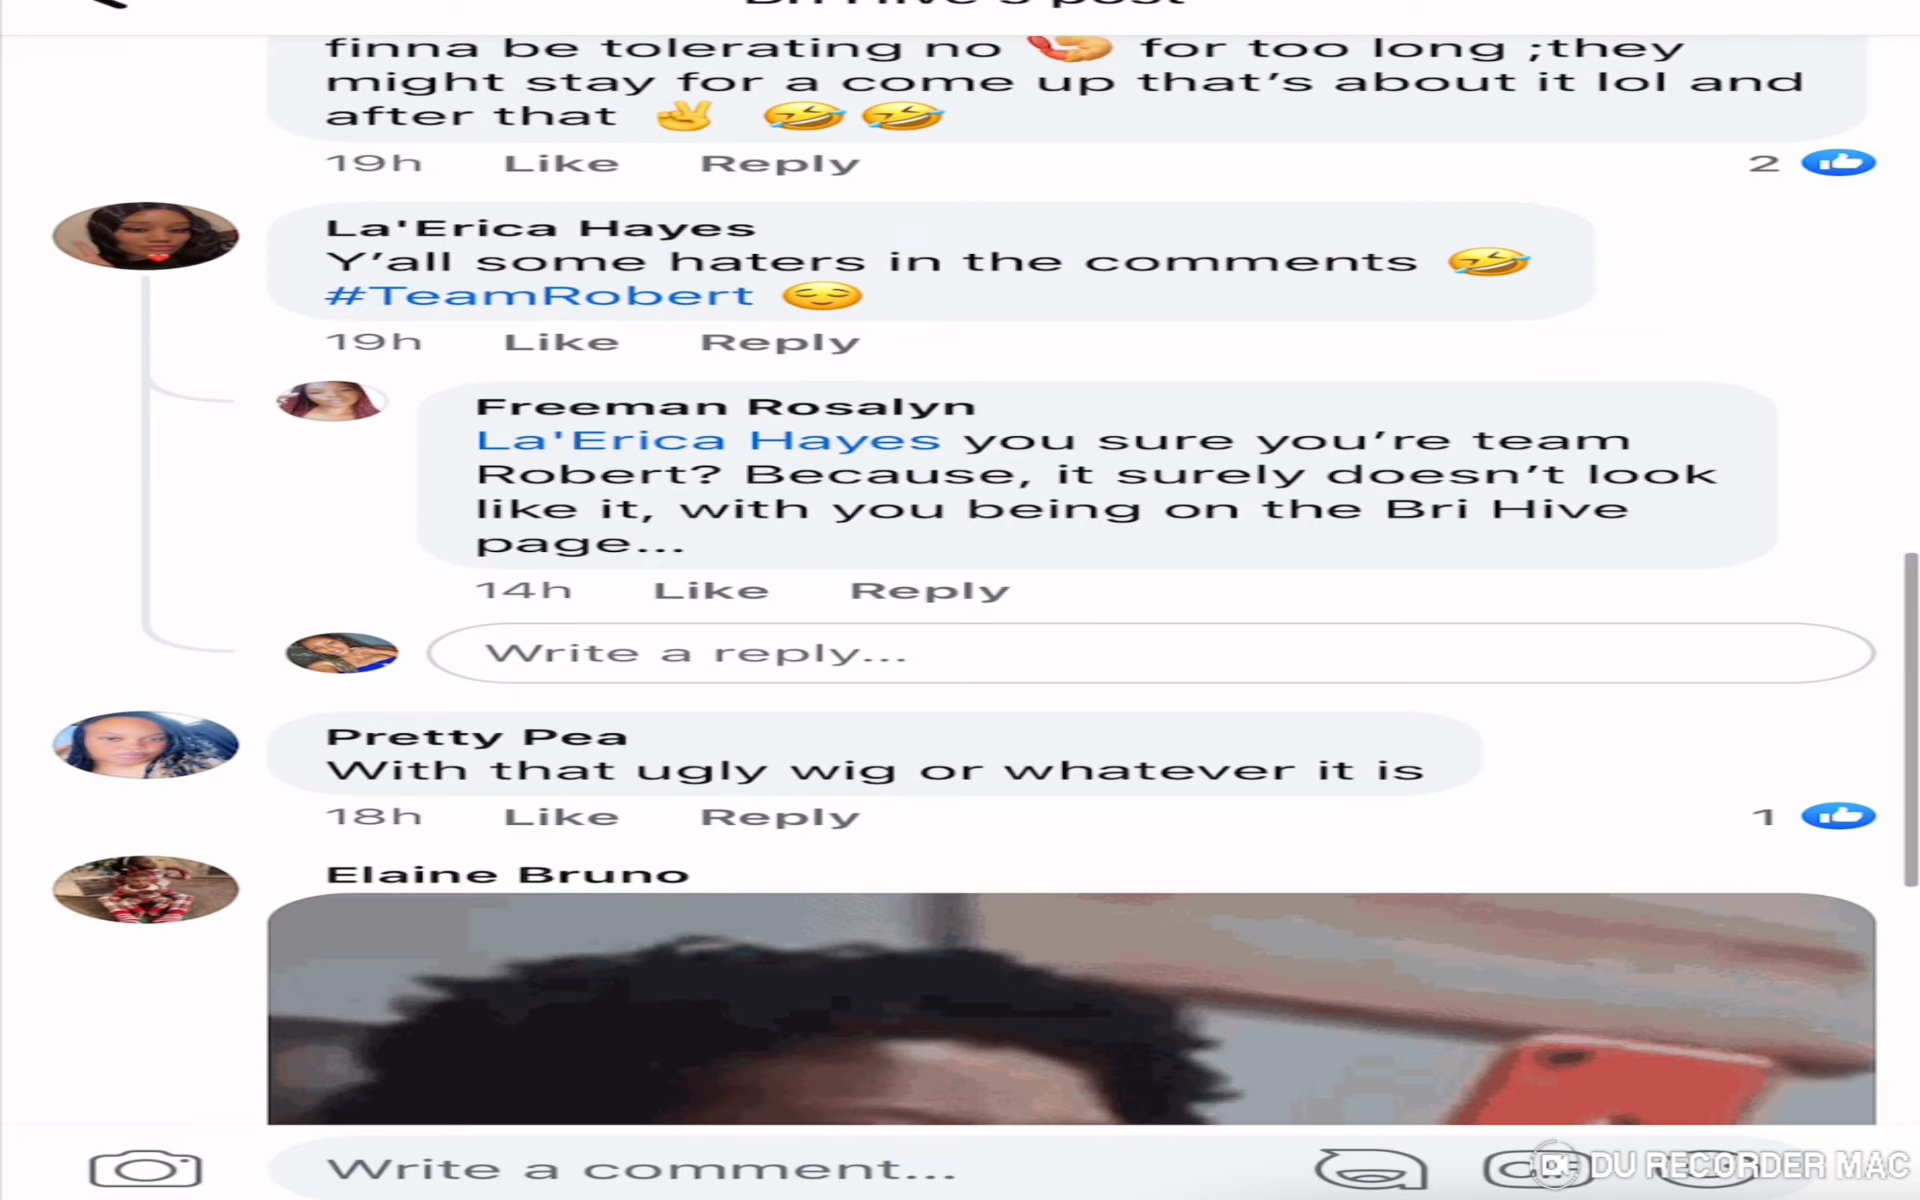 Bri Hive's post
finna be tolerating no 🍤 for too long ;they
might stay for a come up that's about it lol and
after that ✌️ 🤣🤣
19h Like Reply 2
La'Erica Hayes
Y'all some haters in the comments 🤣
#TeamRobert 😌
19h Like Reply
Freeman Rosalyn
La'Erica Hayes you sure you're team
Robert? Because, it surely doesn't look
like it, with you being on the Bri Hive
page...
14h Like Reply
Write a reply...
Pretty Pea
With that ugly wig or whatever it is
18h Like Reply 1
Elaine Bruno
Write a comment...
DU RECORDER MAC